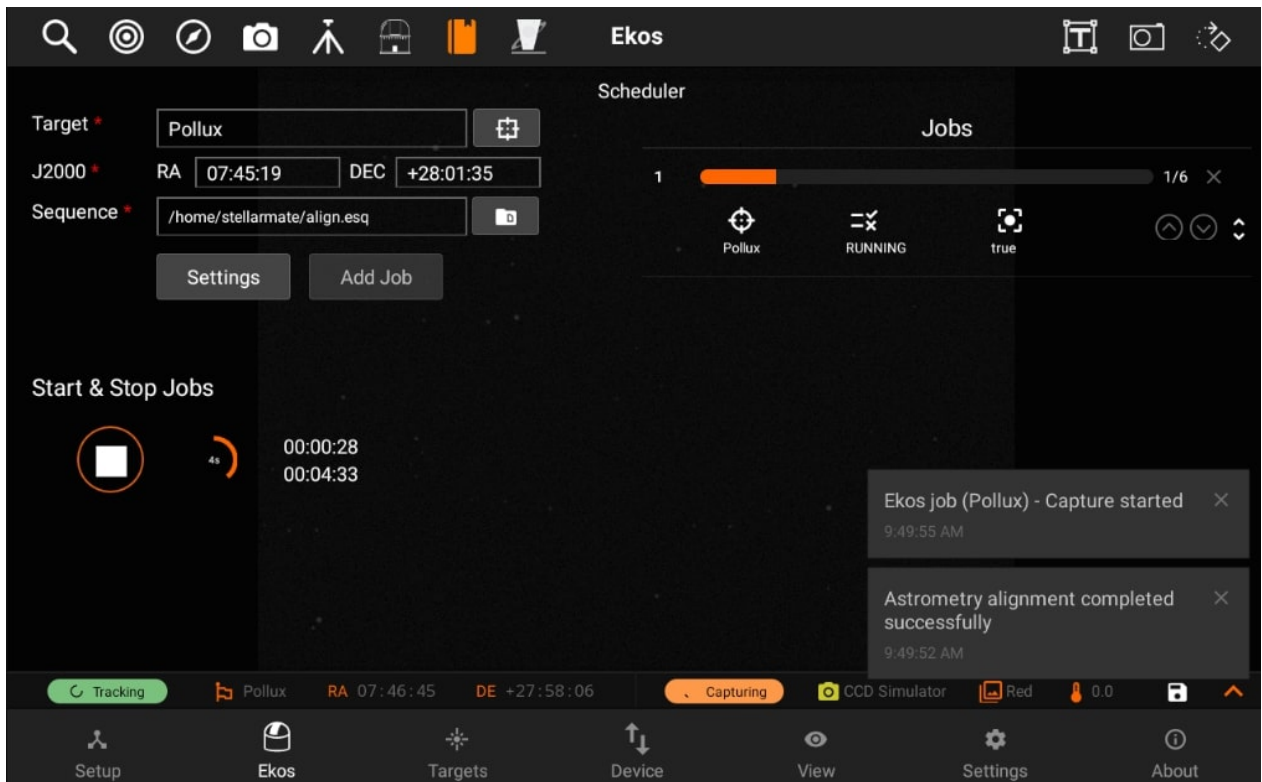 Ekos
T
Scheduler
Target *
Pollux
J2000 *
RA 07:45:19 DEC +28:01:35
Sequence *
/home/stellarmate/align.esq
D
Settings Add Job
Jobs
1 1/6
Pollux RUNNING true
Start & Stop Jobs
4s
00:00:28
00:04:33
Ekos job (Pollux) - Capture started
9:49:55 AM
Astrometry alignment completed
successfully
9:49:52 AM
Tracking Pollux RA 07:46:45 DE +27:58:06 Capturing CCD Simulator Red 0.0
Setup Ekos Targets Device View Settings About